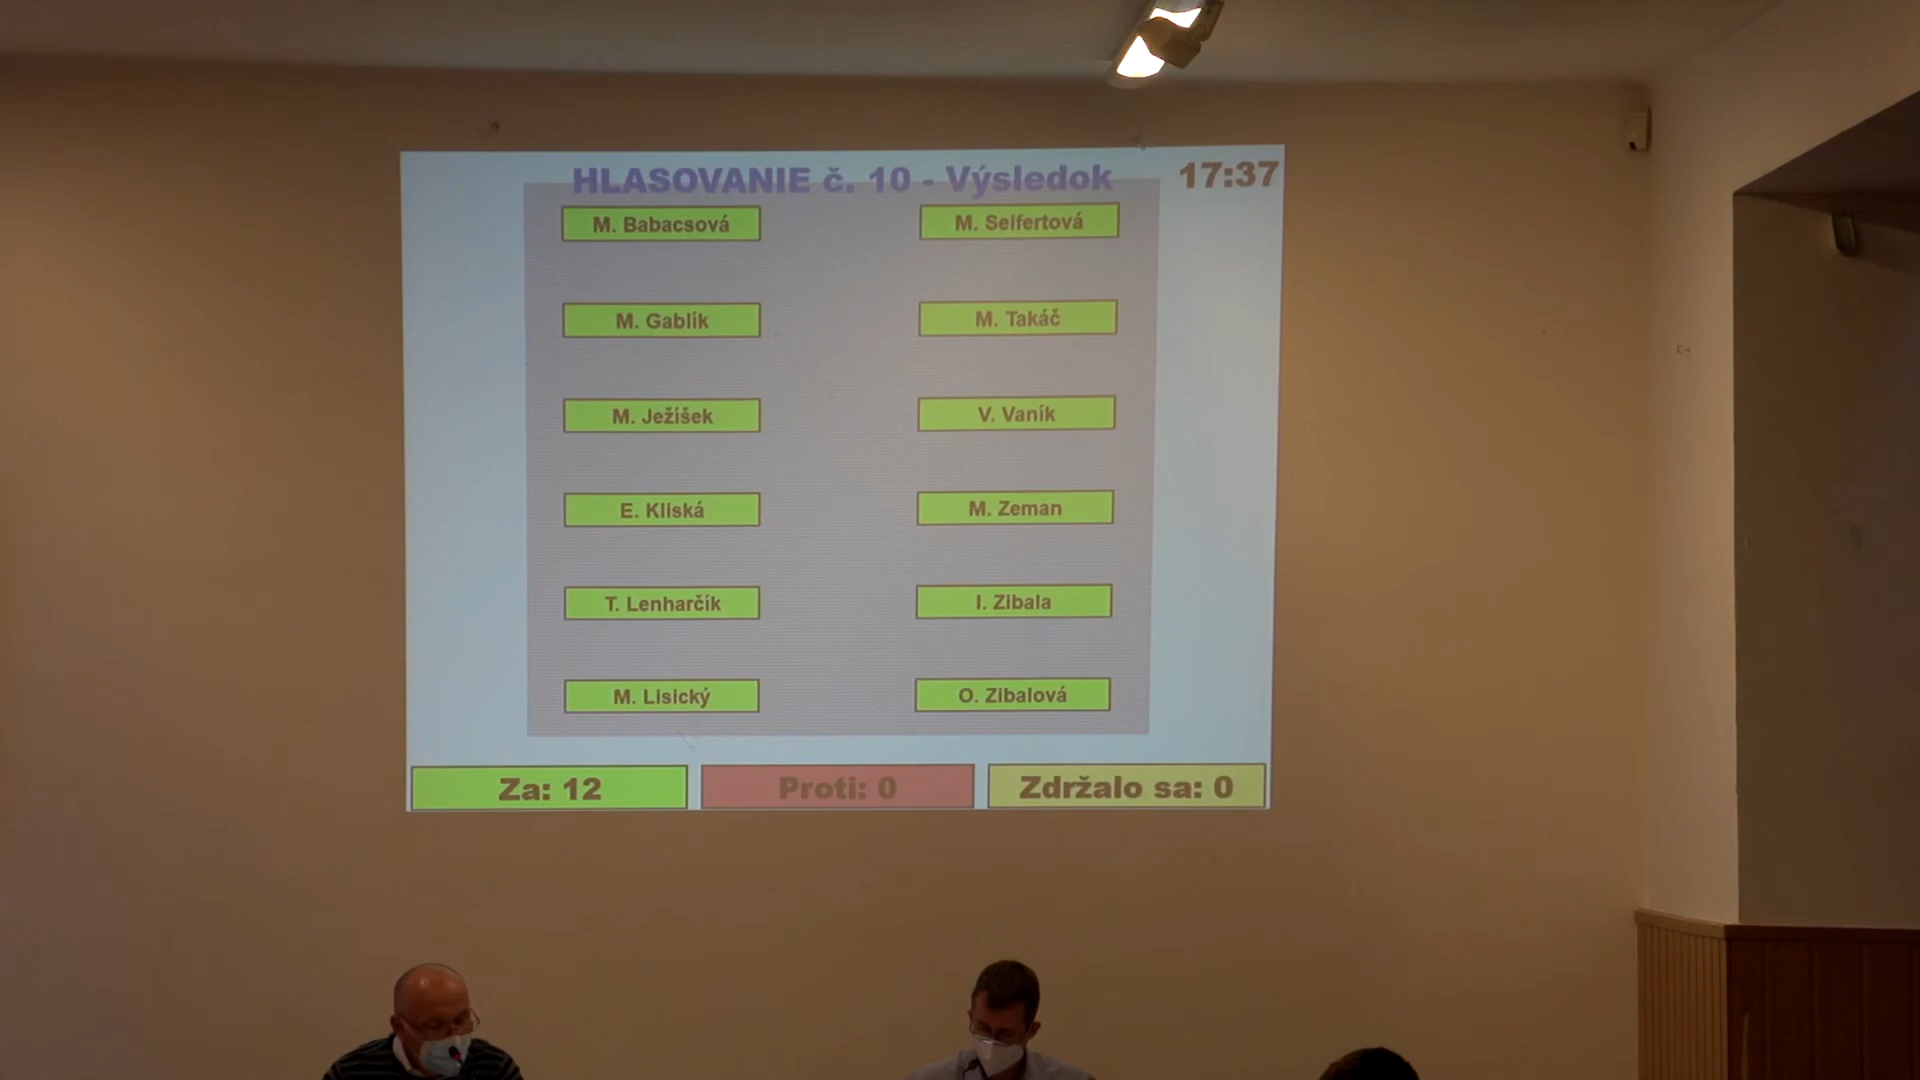 HLASOVANIE č. 10 - Výsledok
17:37
M. Babacsová
M. Seifertová
M. Gablík
M. Takáč
M. Ježíšek
V. Vaník
E. Kliská
M. Zeman
T. Lenharčík
I. Zibala
M. Lisický
O. Zibalová
Za: 12
Proti: 0
Zdržalo sa: 0